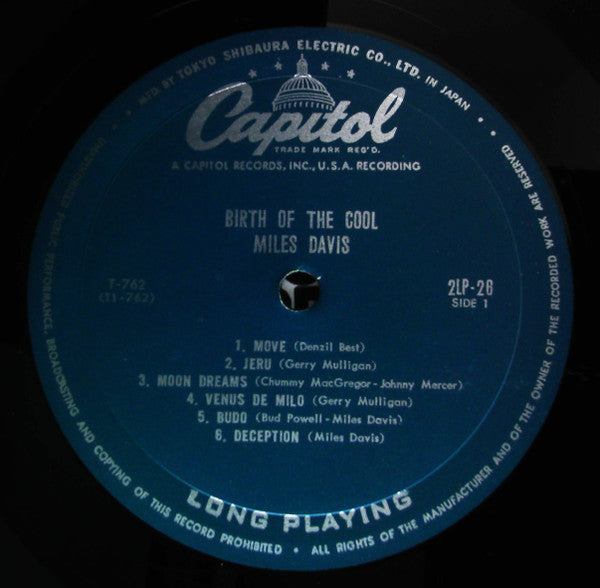 MFD. BY TOKYO SHIBAURA ELECTRIC CO., LTD. IN JAPAN
Capitol
TRADE MARK REG'D.
A CAPITOL RECORDS, INC., U.S.A. RECORDING
BIRTH OF THE COOL
MILES DAVIS
T-762
(T1-762)
2LP-26
SIDE 1
1. MOVE (Denzil Best)
2. JERU (Gerry Mulligan)
3. MOON DREAMS (Chummy MacGregor-Johnny Mercer)
4. VENUS DE MILO (Gerry Mulligan)
5. BUDO (Bud Powell-Miles Davis)
6. DECEPTION (Miles Davis)
LONG PLAYING
UNAUTHORIZED PUBLIC PERFORMANCE, BROADCASTING AND COPYING OF THIS RECORD PROHIBITED • ALL RIGHTS OF THE MANUFACTURER AND OF THE OWNER OF THE RECORDED WORK ARE RESERVED